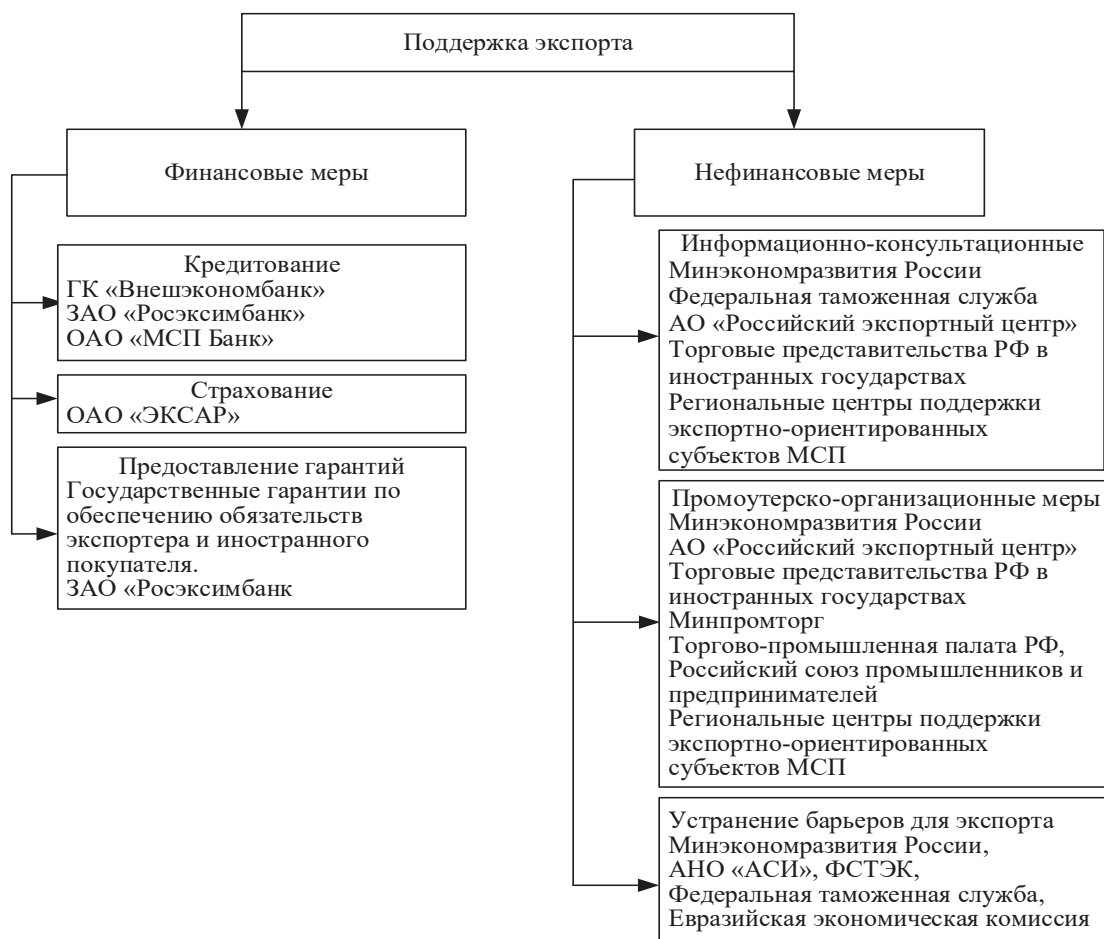 Поддержка экспорта
Финансовые меры
Кредитование
ГК «Внешэкономбанк»
ЗАО «Росэксимбанк»
ОАО «МСП Банк»
Страхование
ОАО «ЭКСАР»
Предоставление гарантий
Государственные гарантии по
обеспечению обязательств
экспортера и иностранного
покупателя.
ЗАО «Росэксимбанк
Нефинансовые меры
Информационно-консультационные
Минэкономразвития России
Федеральная таможенная служба
АО «Российский экспортный центр»
Торговые представительства РФ в
иностранных государствах
Региональные центры поддержки
экспортно-ориентированных
субъектов МСП
Промоутерско-организационные меры
Минэкономразвития России
АО «Российский экспортный центр»
Торговые представительства РФ в
иностранных государствах
Минпромторг
Торгово-промышленная палата РФ,
Российский союз промышленников и
предпринимателей
Региональные центры поддержки
экспортно-ориентированных
субъектов МСП
Устранение барьеров для экспорта
Минэкономразвития России,
АНО «АСИ», ФСТЭК,
Федеральная таможенная служба,
Евразийская экономическая комиссия